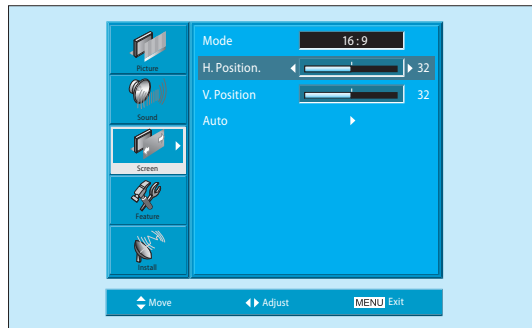 Picture
Sound
Screen
Feature
Install
Mode 16:9
H. Position. 32
V. Position 32
Auto
Move Adjust MENU Exit